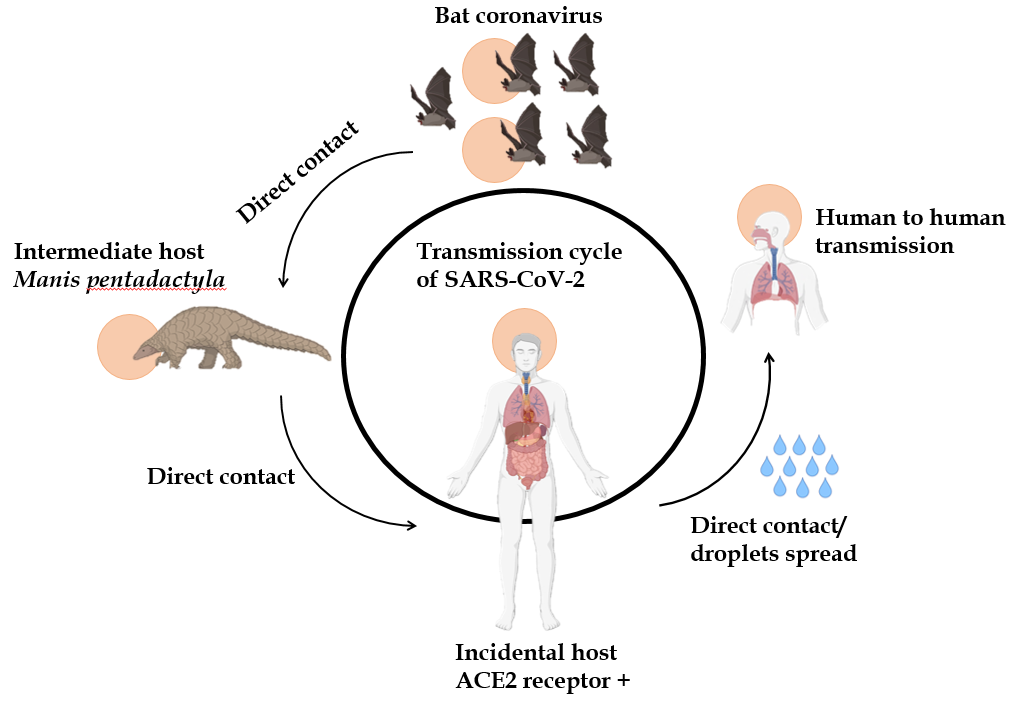 Bat coronavirus
Direct contact
Intermediate host
Manis pentadactyla
Transmission cycle
of SARS-CoV-2
Human to human
transmission
Direct contact
Direct contact/
droplets spread
Incidental host
ACE2 receptor +